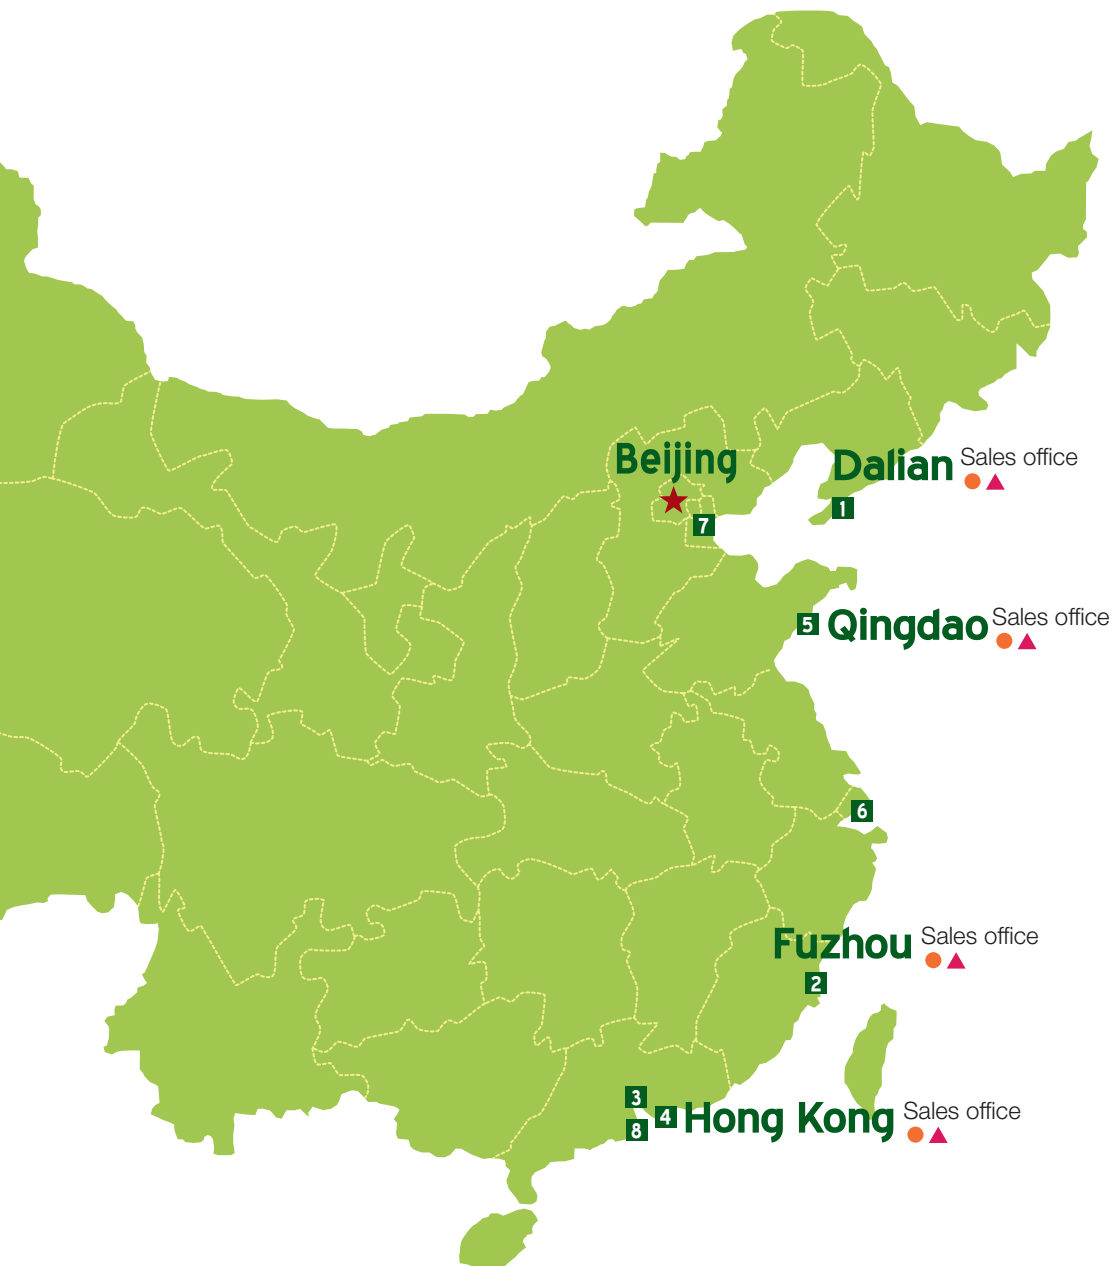 Beijing
Dalian Sales office
1
7
5 Qingdao Sales office
6
Fuzhou Sales office
2
3
4 Hong Kong Sales office
8